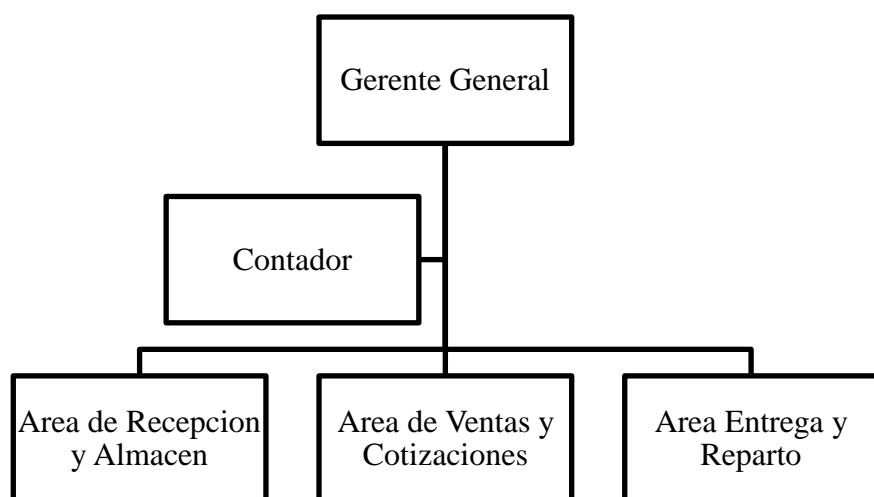 Gerente General
Contador
Area de Recepcion
y Almacen
Area de Ventas y
Cotizaciones
Area Entrega y
Reparto